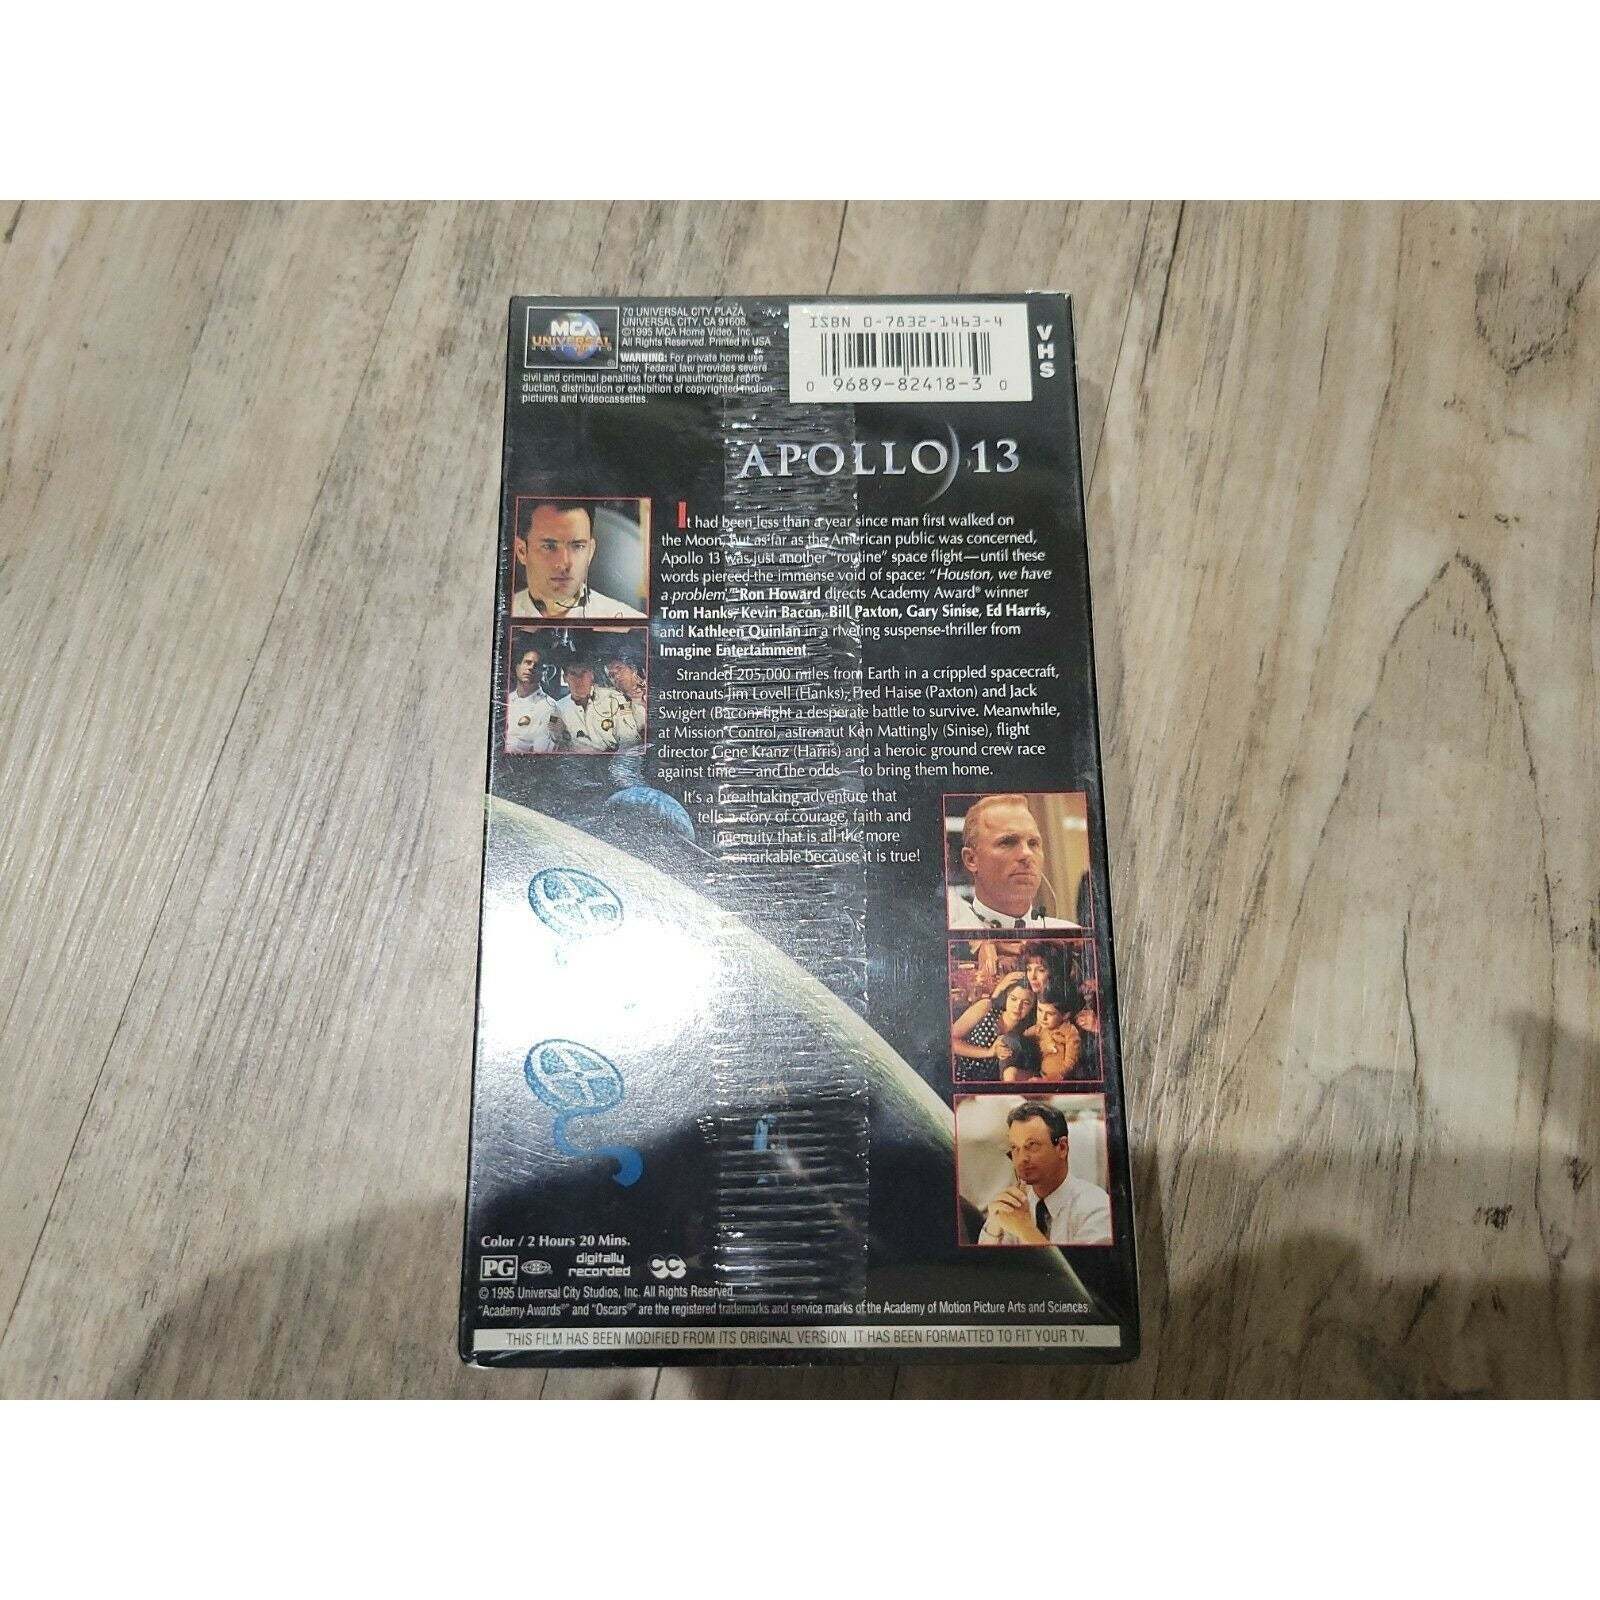 MCA
UNIVERSAL
HOME VIDEO
70 UNIVERSAL CITY PLAZA,
UNIVERSAL CITY, CA 91608.
©1995 MCA Home Video, Inc.
All Rights Reserved. Printed in USA
WARNING: For private home use
only. Federal law provides severe
civil and criminal penalties for the unauthorized repro-
duction, distribution or exhibition of copyrighted motion
pictures and videocassettes.
ISBN 0-7832-1463-4
0 9689-82418-3 0
VHS
APOLLO 13
It had been less than a year since man first walked on
the Moon, but as far as the American public was concerned,
Apollo 13 was just another "routine" space flight—until these
words pierced the immense void of space: "Houston, we have
a problem." Ron Howard directs Academy Award® winner
Tom Hanks, Kevin Bacon, Bill Paxton, Gary Sinise, Ed Harris,
and Kathleen Quinlan in a riveting suspense-thriller from
Imagine Entertainment.
Stranded 205,000 miles from Earth in a crippled spacecraft,
astronauts Jim Lovell (Hanks), Fred Haise (Paxton) and Jack
Swigert (Bacon) fight a desperate battle to survive. Meanwhile,
at Mission Control, astronaut Ken Mattingly (Sinise), flight
director Gene Kranz (Harris) and a heroic ground crew race
against time—and the odds—to bring them home.
It's a breathtaking adventure that
tells a story of courage, faith and
ingenuity that is all the more
remarkable because it is true!
Color / 2 Hours 20 Mins.
PG
digitally
recorded
© 1995 Universal City Studios, Inc. All Rights Reserved.
"Academy Awards®" and "Oscars®" are the registered trademarks and service marks of the Academy of Motion Picture Arts and Sciences.
THIS FILM HAS BEEN MODIFIED FROM ITS ORIGINAL VERSION. IT HAS BEEN FORMATTED TO FIT YOUR TV.